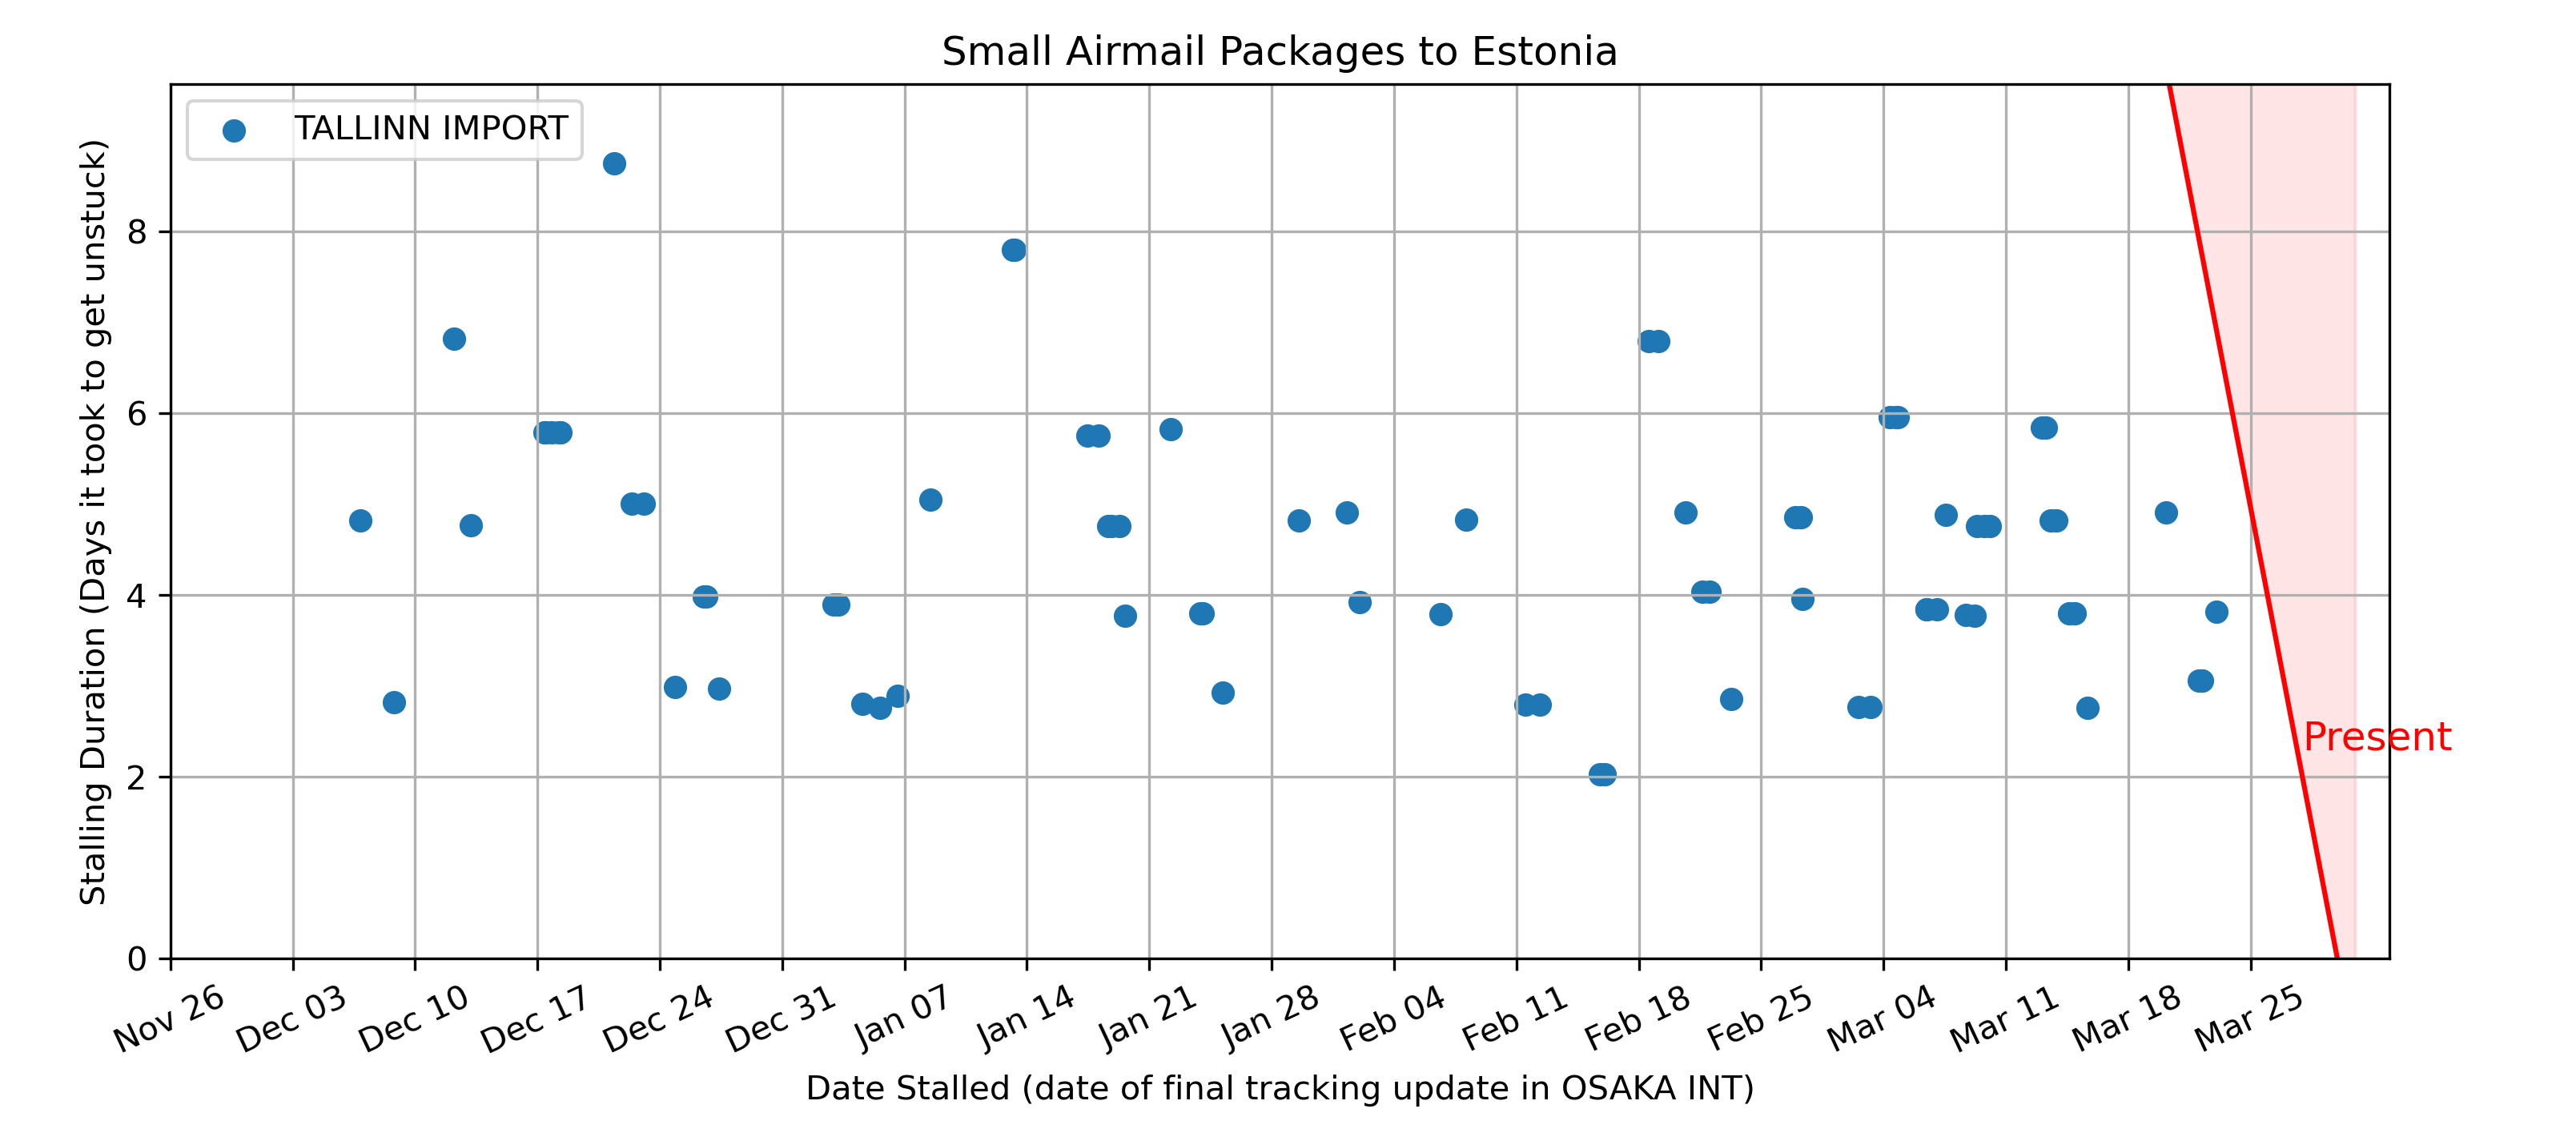 Small Airmail Packages to Estonia
TALLINN IMPORT
Stalling Duration (Days it took to get unstuck)
8
6
4
2
0
Present
Nov 26
Dec 03
Dec 10
Dec 17
Dec 24
Dec 31
Jan 07
Jan 14
Jan 21
Jan 28
Feb 04
Feb 11
Feb 18
Feb 25
Mar 04
Mar 11
Mar 18
Mar 25
Date Stalled (date of final tracking update in OSAKA INT)